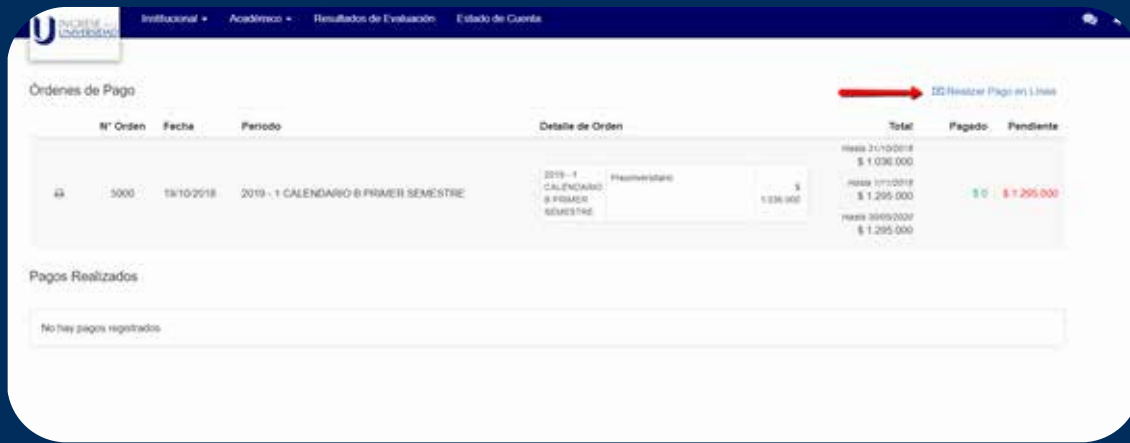 INGRESE A LA UNIVERSIDAD
Institucional Académico Resultados de Evaluación Estado de Cuenta
Órdenes de Pago
Realizar Pago en Línea
N° Orden Fecha Periodo Detalle de Orden Total Pagado Pendiente
5000 19/10/2018 2019 - 1 CALENDARIO B PRIMER SEMESTRE
2019 - 1
CALENDARIO
B PRIMER
SEMESTRE
Preuniversitario
$
1.036.000
Hasta 31/10/2018
$ 1.036.000
Hasta 1/11/2018
$ 1.295.000
Hasta 30/05/2020
$ 1.295.000
$ 0 $ 1.295.000
Pagos Realizados
No hay pagos registrados